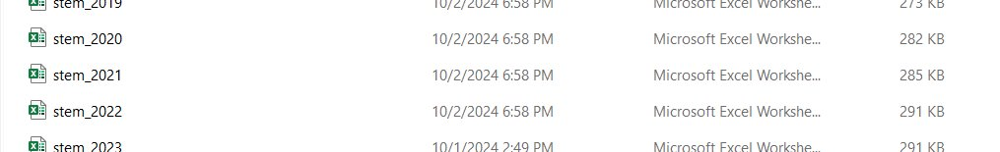 stem_2019 10/2/2024 6:58 PM Microsoft Excel Workshe... 273 KB
stem_2020 10/2/2024 6:58 PM Microsoft Excel Workshe... 282 KB
stem_2021 10/2/2024 6:58 PM Microsoft Excel Workshe... 285 KB
stem_2022 10/2/2024 6:58 PM Microsoft Excel Workshe... 291 KB
stem_2023 10/1/2024 2:49 PM Microsoft Excel Workshe... 291 KB